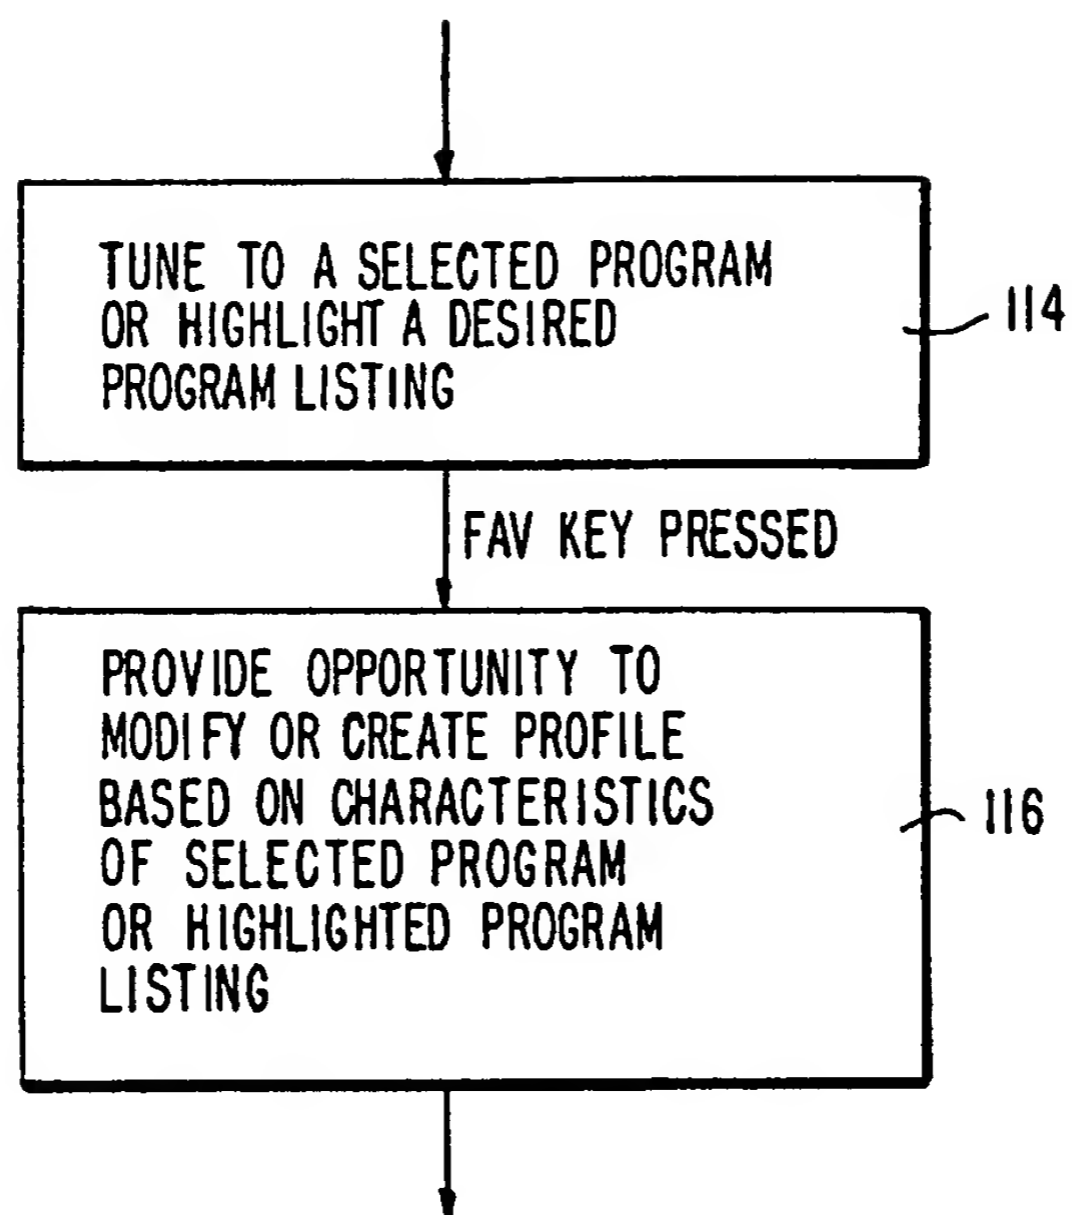 TUNE TO A SELECTED PROGRAM
OR HIGHLIGHT A DESIRED
PROGRAM LISTING
114
FAV KEY PRESSED
PROVIDE OPPORTUNITY TO
MODIFY OR CREATE PROFILE
BASED ON CHARACTERISTICS
OF SELECTED PROGRAM
OR HIGHLIGHTED PROGRAM
LISTING
116